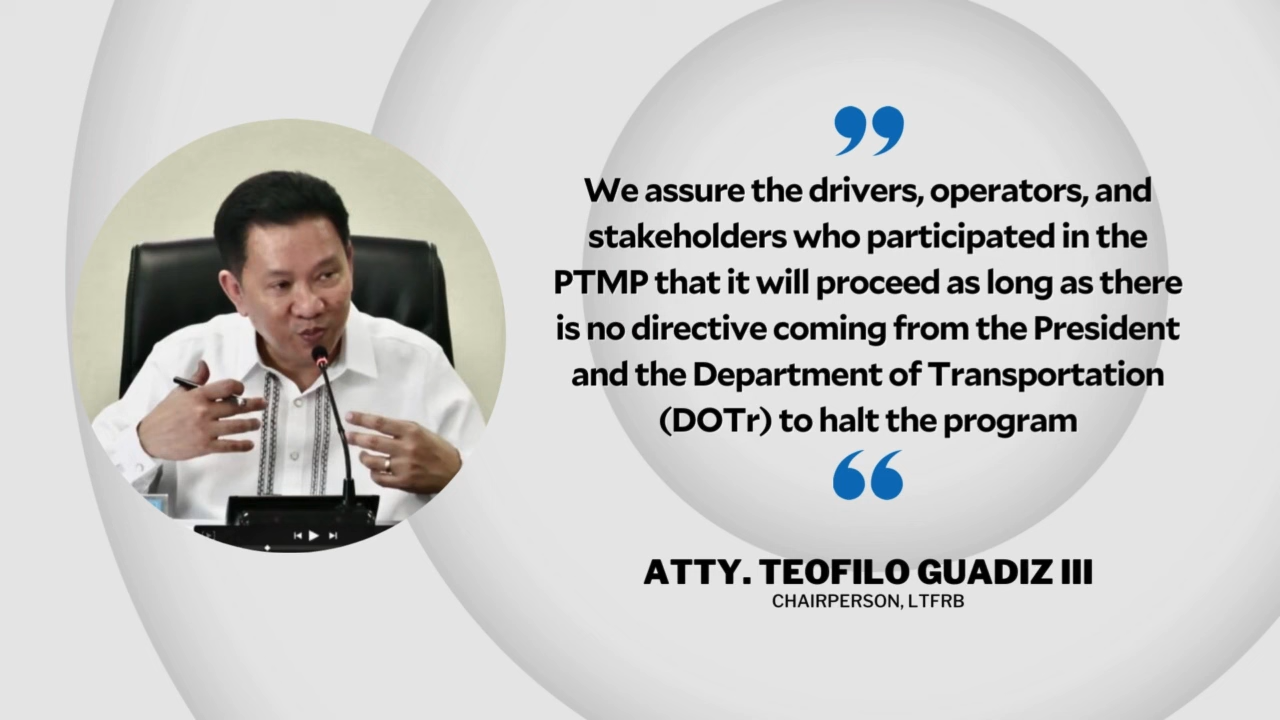 ”
We assure the drivers, operators, and
stakeholders who participated in the
PTMP that it will proceed as long as there
is no directive coming from the President
and the Department of Transportation
(DOTr) to halt the program
“
ATTY. TEOFILO GUADIZ III
CHAIRPERSON, LTFRB